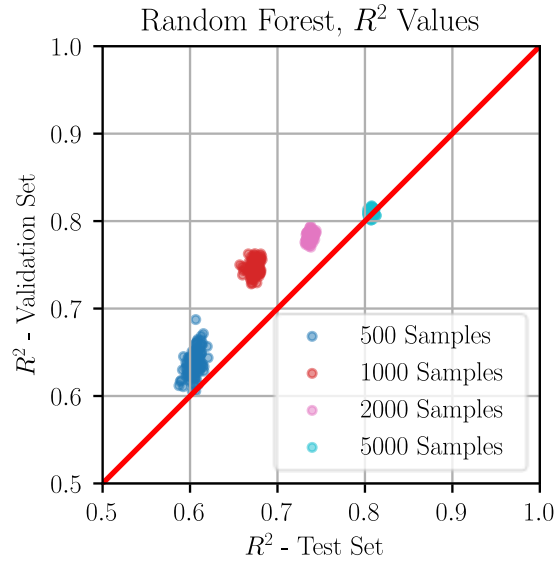 Random Forest, R² Values
1.0
0.9
0.8
0.7
0.6
0.5
R² - Validation Set
500 Samples
1000 Samples
2000 Samples
5000 Samples
0.5 0.6 0.7 0.8 0.9 1.0
R² - Test Set